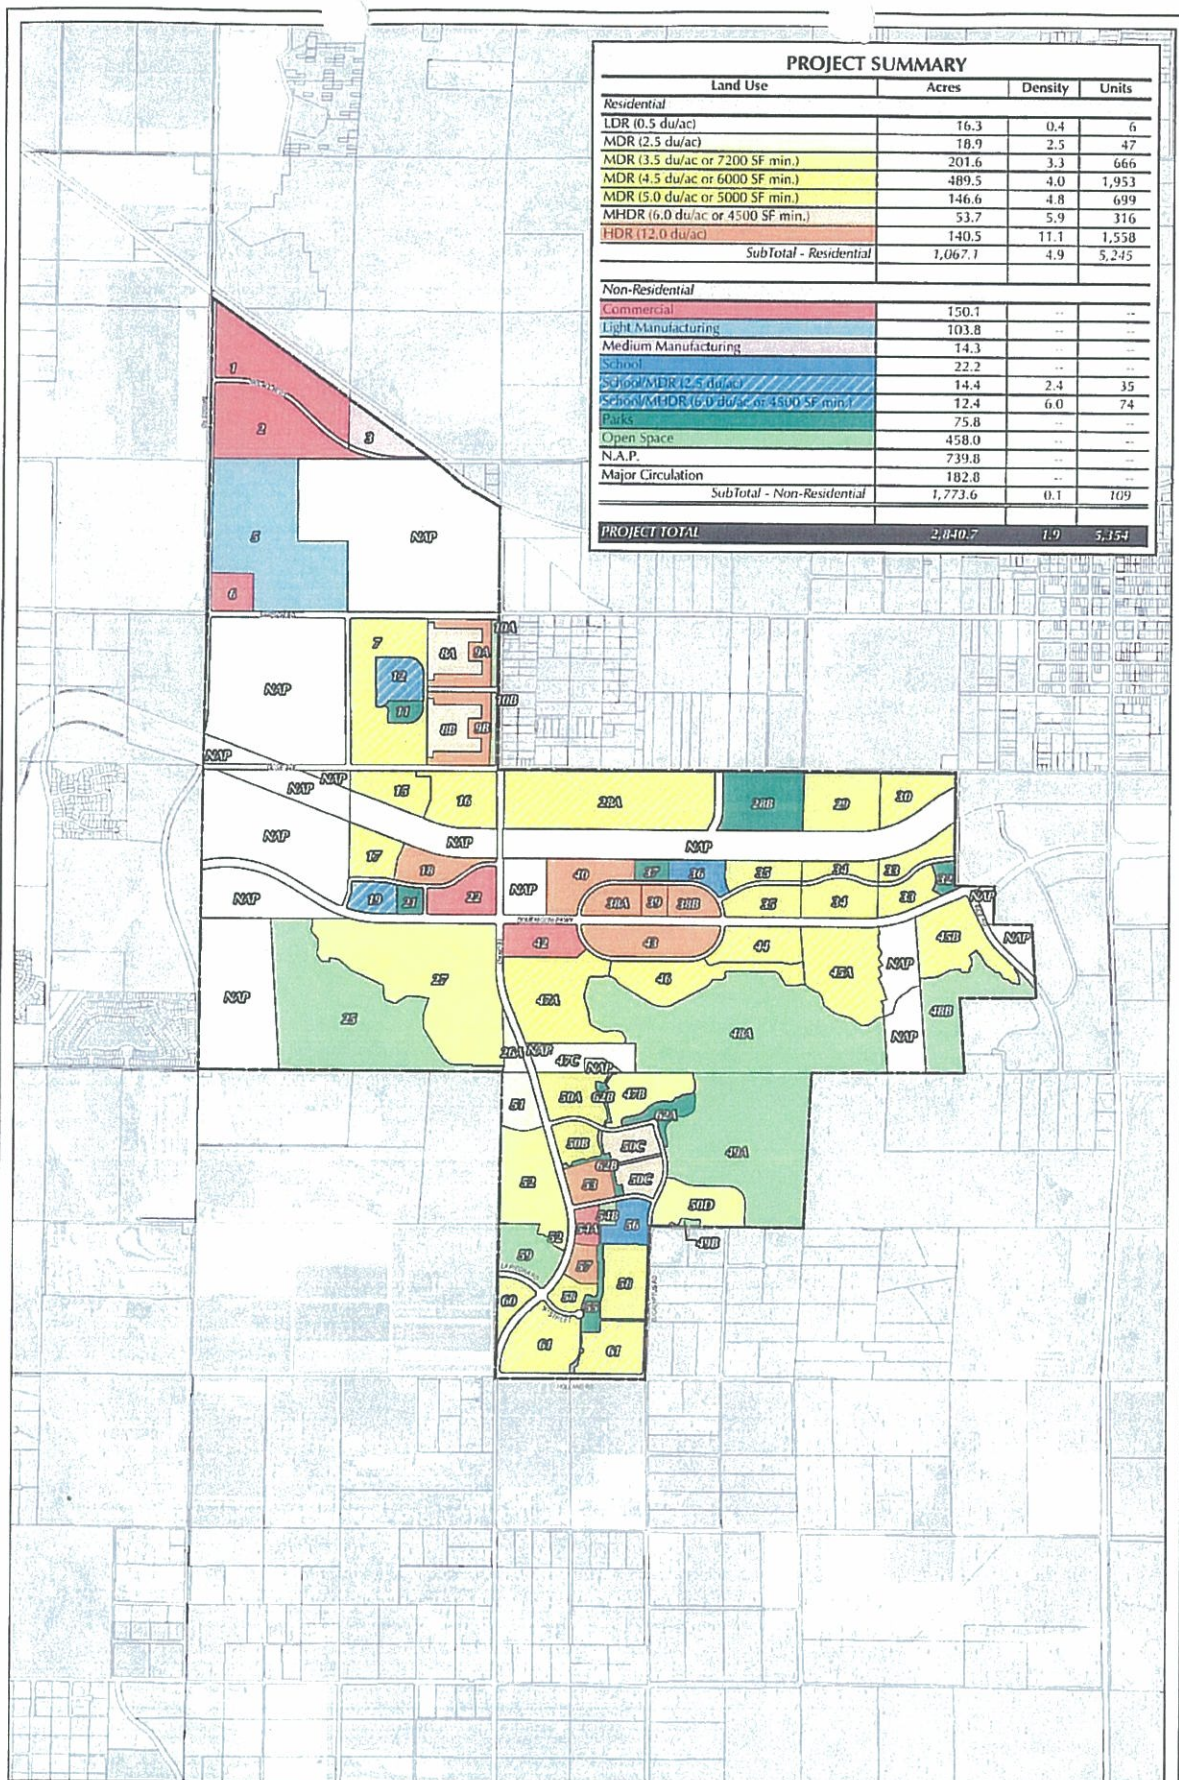 PROJECT SUMMARY
Land Use Acres Density Units
Residential
LDR (0.5 du/ac) 16.3 0.4 6
MDR (2.5 du/ac) 18.9 2.5 47
MDR (3.5 du/ac or 7200 SF min.) 201.6 3.3 666
MDR (4.5 du/ac or 6000 SF min.) 489.5 4.0 1,953
MDR (5.0 du/ac or 5000 SF min.) 146.6 4.8 699
MHDR (6.0 du/ac or 4500 SF min.) 53.7 5.9 316
HDR (12.0 du/ac) 140.5 11.1 1,558
SubTotal - Residential 1,067.1 4.9 5,245
Non-Residential
Commercial 150.1 -- --
Light Manufacturing 103.8 -- --
Medium Manufacturing 14.3 -- --
School 22.2 -- --
School/MDR (2.5 du/ac) 14.4 2.4 35
School/MHDR (6.0 du/ac or 4500 SF min.) 12.4 6.0 74
Parks 75.8 -- --
Open Space 458.0 -- --
N.A.P. 739.8 -- --
Major Circulation 182.8 -- --
SubTotal - Non-Residential 1,773.6 0.1 109
PROJECT TOTAL 2,840.7 1.9 5,354
1
2 3
5 NAP
6
7 8A 9A 10A
12
NAP
11 8B 9B 10B
NAP
NAP NAP 15 16 28A 28B 29 30
NAP NAP NAP
17 18 40 37 36 35 34 33 32
NAP 19 21 22 NAP 38A 39 38B 35 34 33 NAP
42 43 44 45B NAP
27 46 45A NAP
NAP 25 47A 48A NAP 48B
26A NAP 47C NAP
51 50A 62B 47B
62A
50B 50C 49A
62B
52 53 50C
50D
54A 54B 56
52 49B
59 57
58 58
60 55
61 61
HOLLAND RD